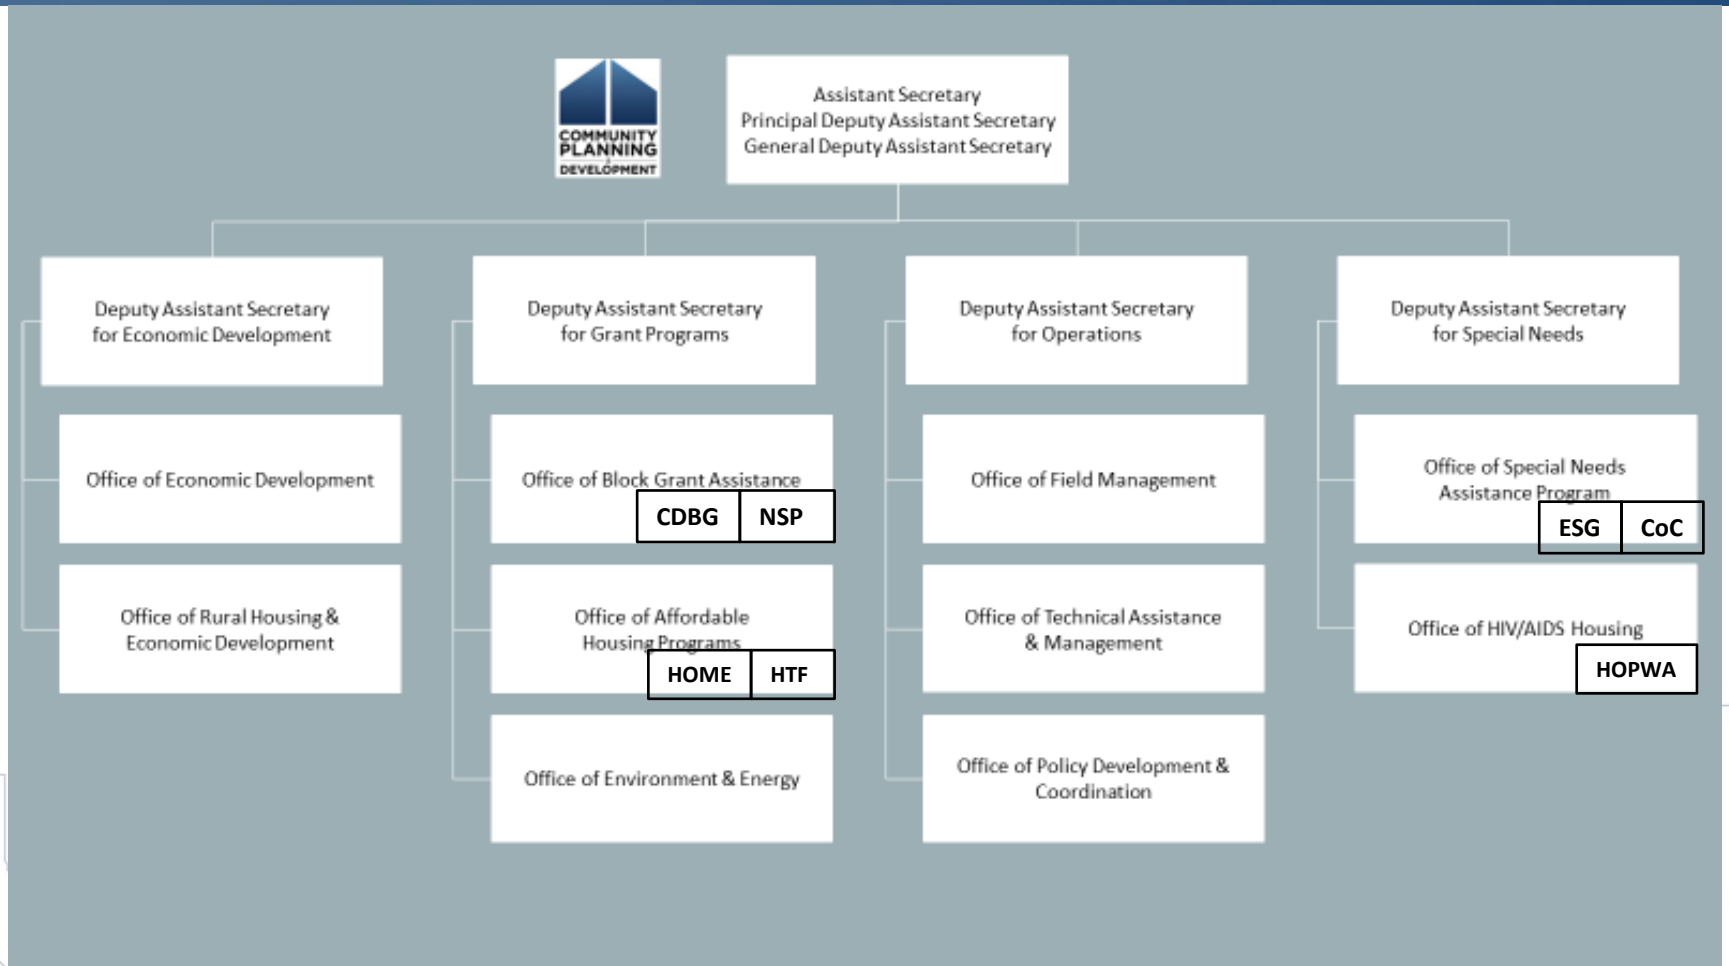 COMMUNITY
PLANNING
DEVELOPMENT
Assistant Secretary
Principal Deputy Assistant Secretary
General Deputy Assistant Secretary
Deputy Assistant Secretary
for Economic Development
Office of Economic Development
Office of Rural Housing &
Economic Development
Deputy Assistant Secretary
for Grant Programs
Office of Block Grant Assistance
CDBG
NSP
Office of Affordable
Housing Programs
HOME
HTF
Office of Environment & Energy
Deputy Assistant Secretary
for Operations
Office of Field Management
Office of Technical Assistance
& Management
Office of Policy Development &
Coordination
Deputy Assistant Secretary
for Special Needs
Office of Special Needs
Assistance Program
ESG
CoC
Office of HIV/AIDS Housing
HOPWA